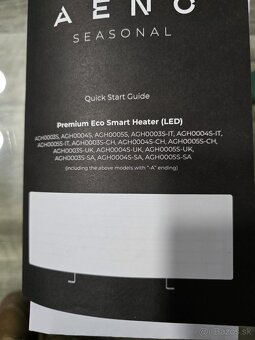 AENO
SEASONAL
Quick Start Guide
Premium Eco Smart Heater (LED)
AGH0003S, AGH0004S, AGH0005S, AGH0003S-IT, AGH0004S-IT,
AGH0005S-IT, AGH0003S-CH, AGH0004S-CH, AGH0005S-CH,
AGH0003S-UK, AGH0004S-UK, AGH0005S-UK,
AGH0003S-SA, AGH0004S-SA, AGH0005S-SA
(including the above models with "-A" ending)
bazos.sk